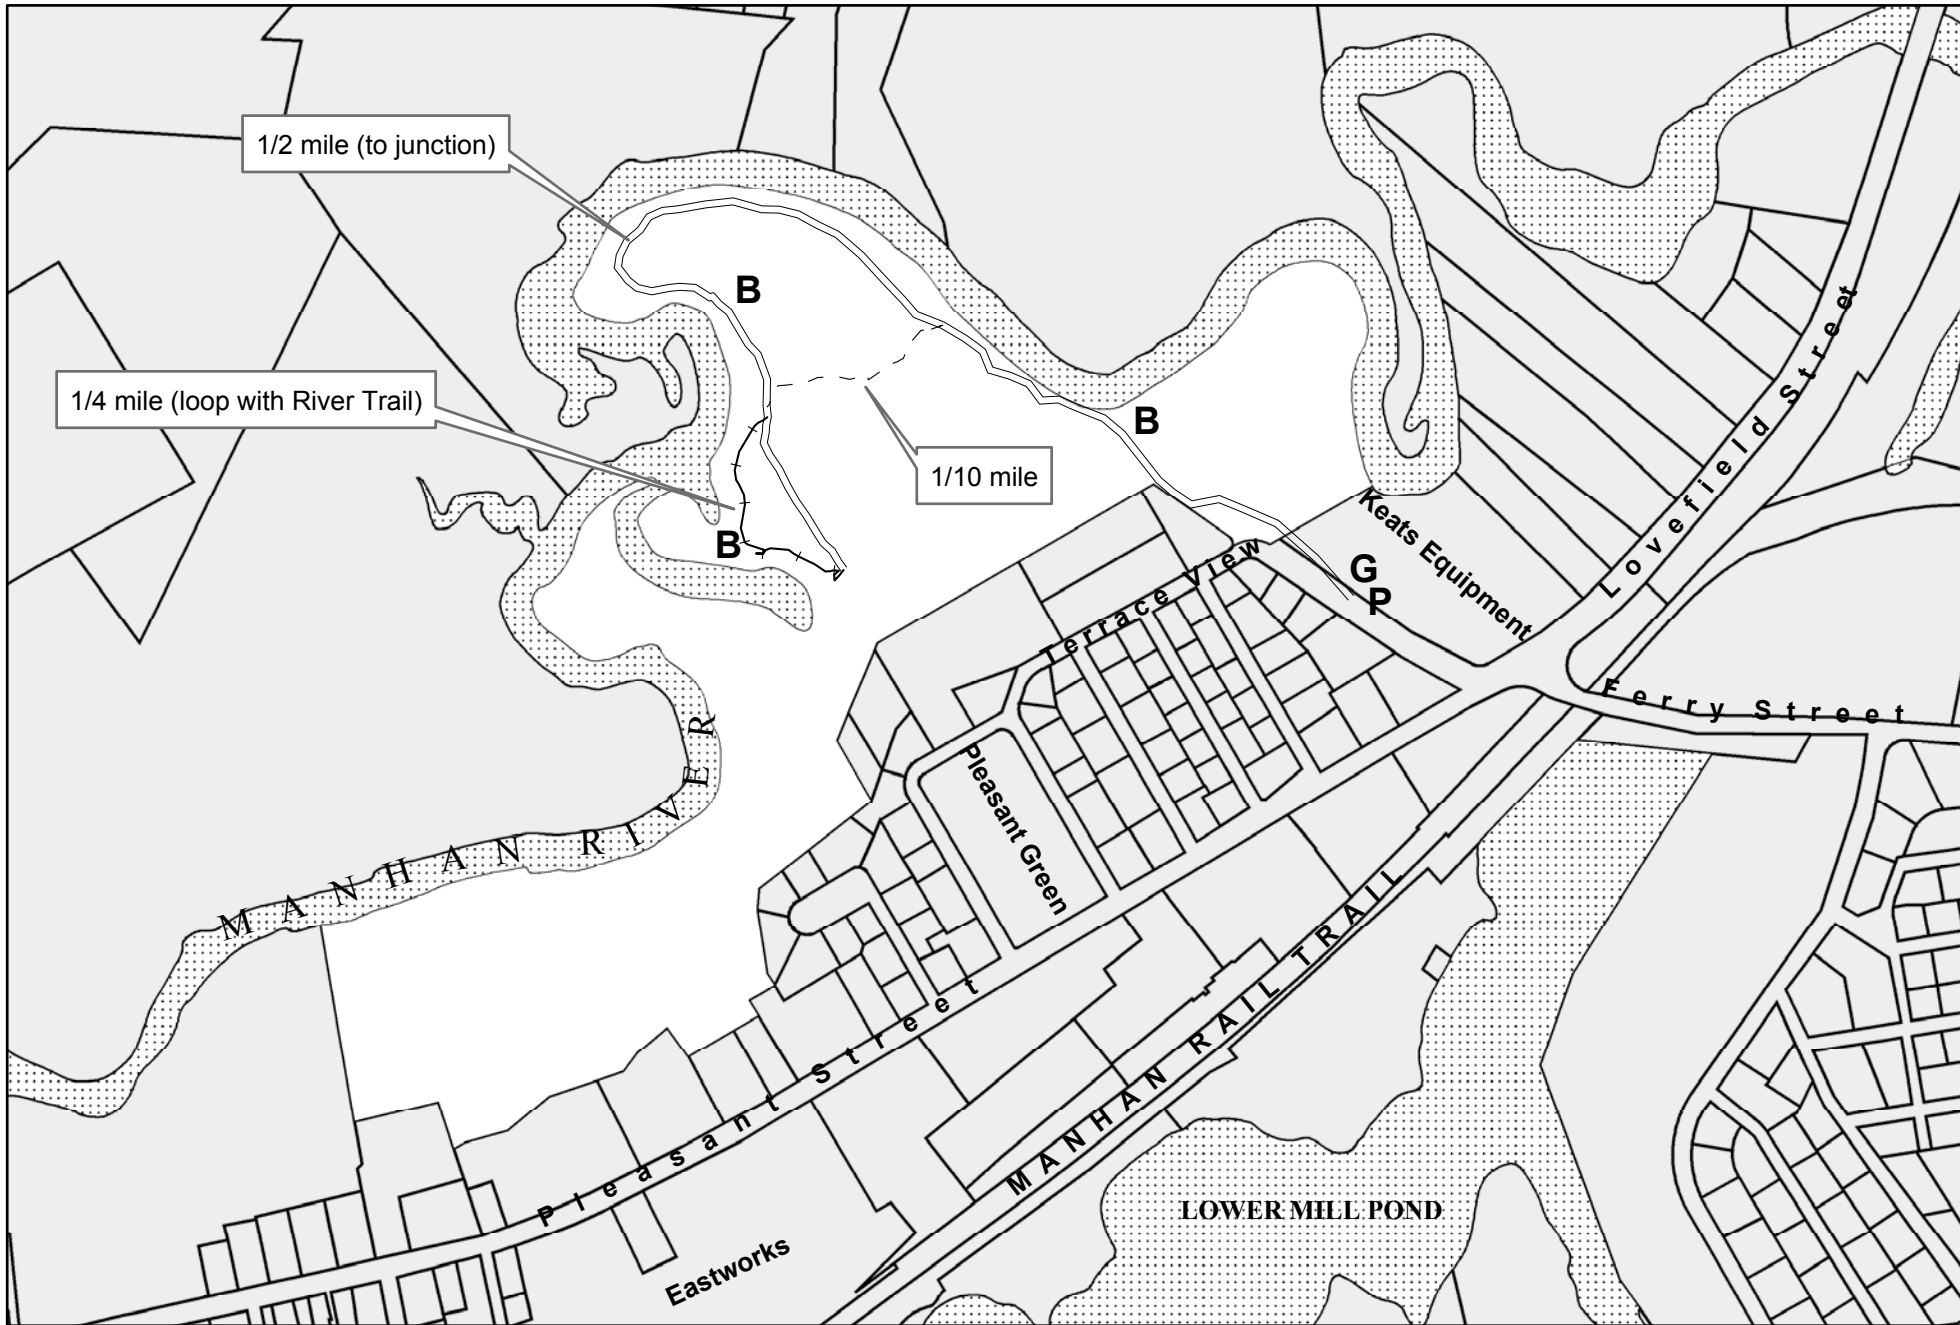 1/2 mile (to junction)
B
1/4 mile (loop with River Trail)
B
1/10 mile
B
Keats Equipment
Lovefield Street
G
P
Terrace View
Ferry Street
Pleasant Green
MANHAN RIVER
MANHAN RAIL TRAIL
Pleasant Street
LOWER MILL POND
Eastworks